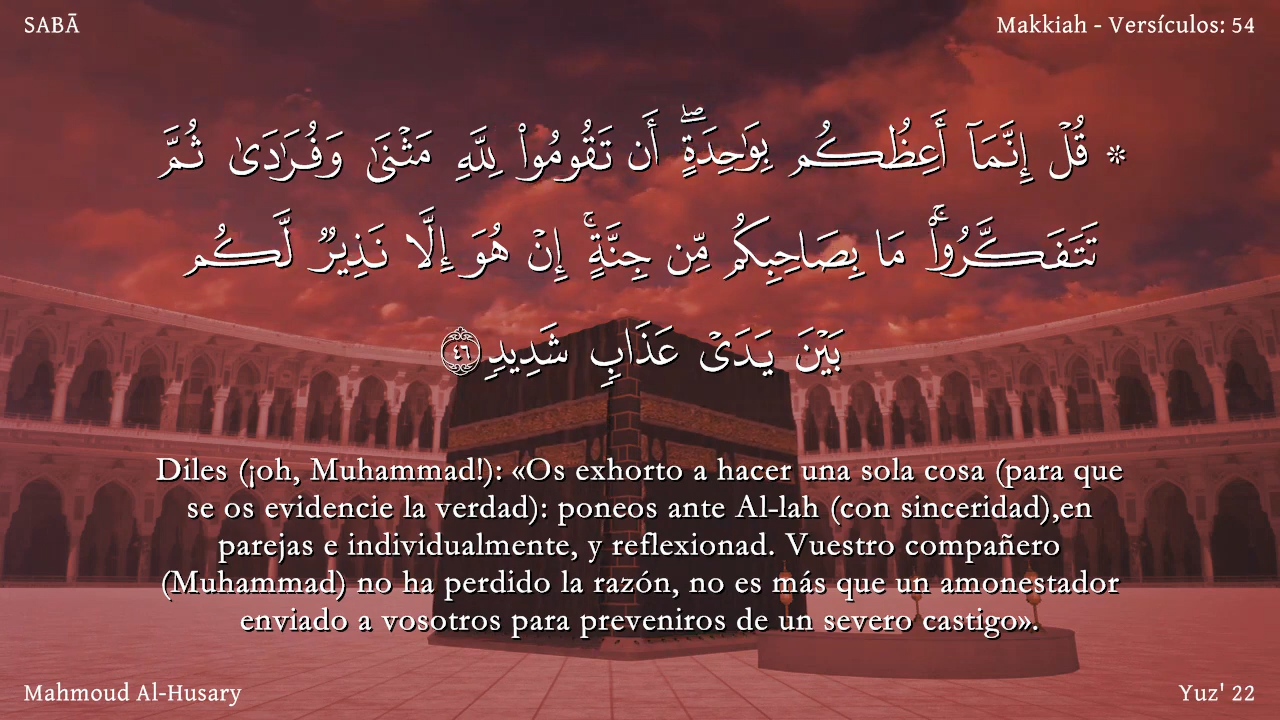 SABĀ
Makkiah - Versículos: 54
۞ قُلۡ إِنَّمَآ أَعِظُكُم بِوَٰحِدَةٍۖ أَن تَقُومُواْ لِلَّهِ مَثۡنَىٰ وَفُرَٰدَىٰ ثُمَّ
تَتَفَكَّرُواْۚ مَا بِصَاحِبِكُم مِّن جِنَّةٍۚ إِنۡ هُوَ إِلَّا نَذِيرٞ لَّكُم
بَيۡنَ يَدَيۡ عَذَابٖ شَدِيدٖ ٤٦
Diles (¡oh, Muhammad!): «Os exhorto a hacer una sola cosa (para que
se os evidencie la verdad): poneos ante Al-lah (con sinceridad),en
parejas e individualmente, y reflexionad. Vuestro compañero
(Muhammad) no ha perdido la razón, no es más que un amonestador
enviado a vosotros para preveniros de un severo castigo».
Mahmoud Al-Husary
Yuz' 22